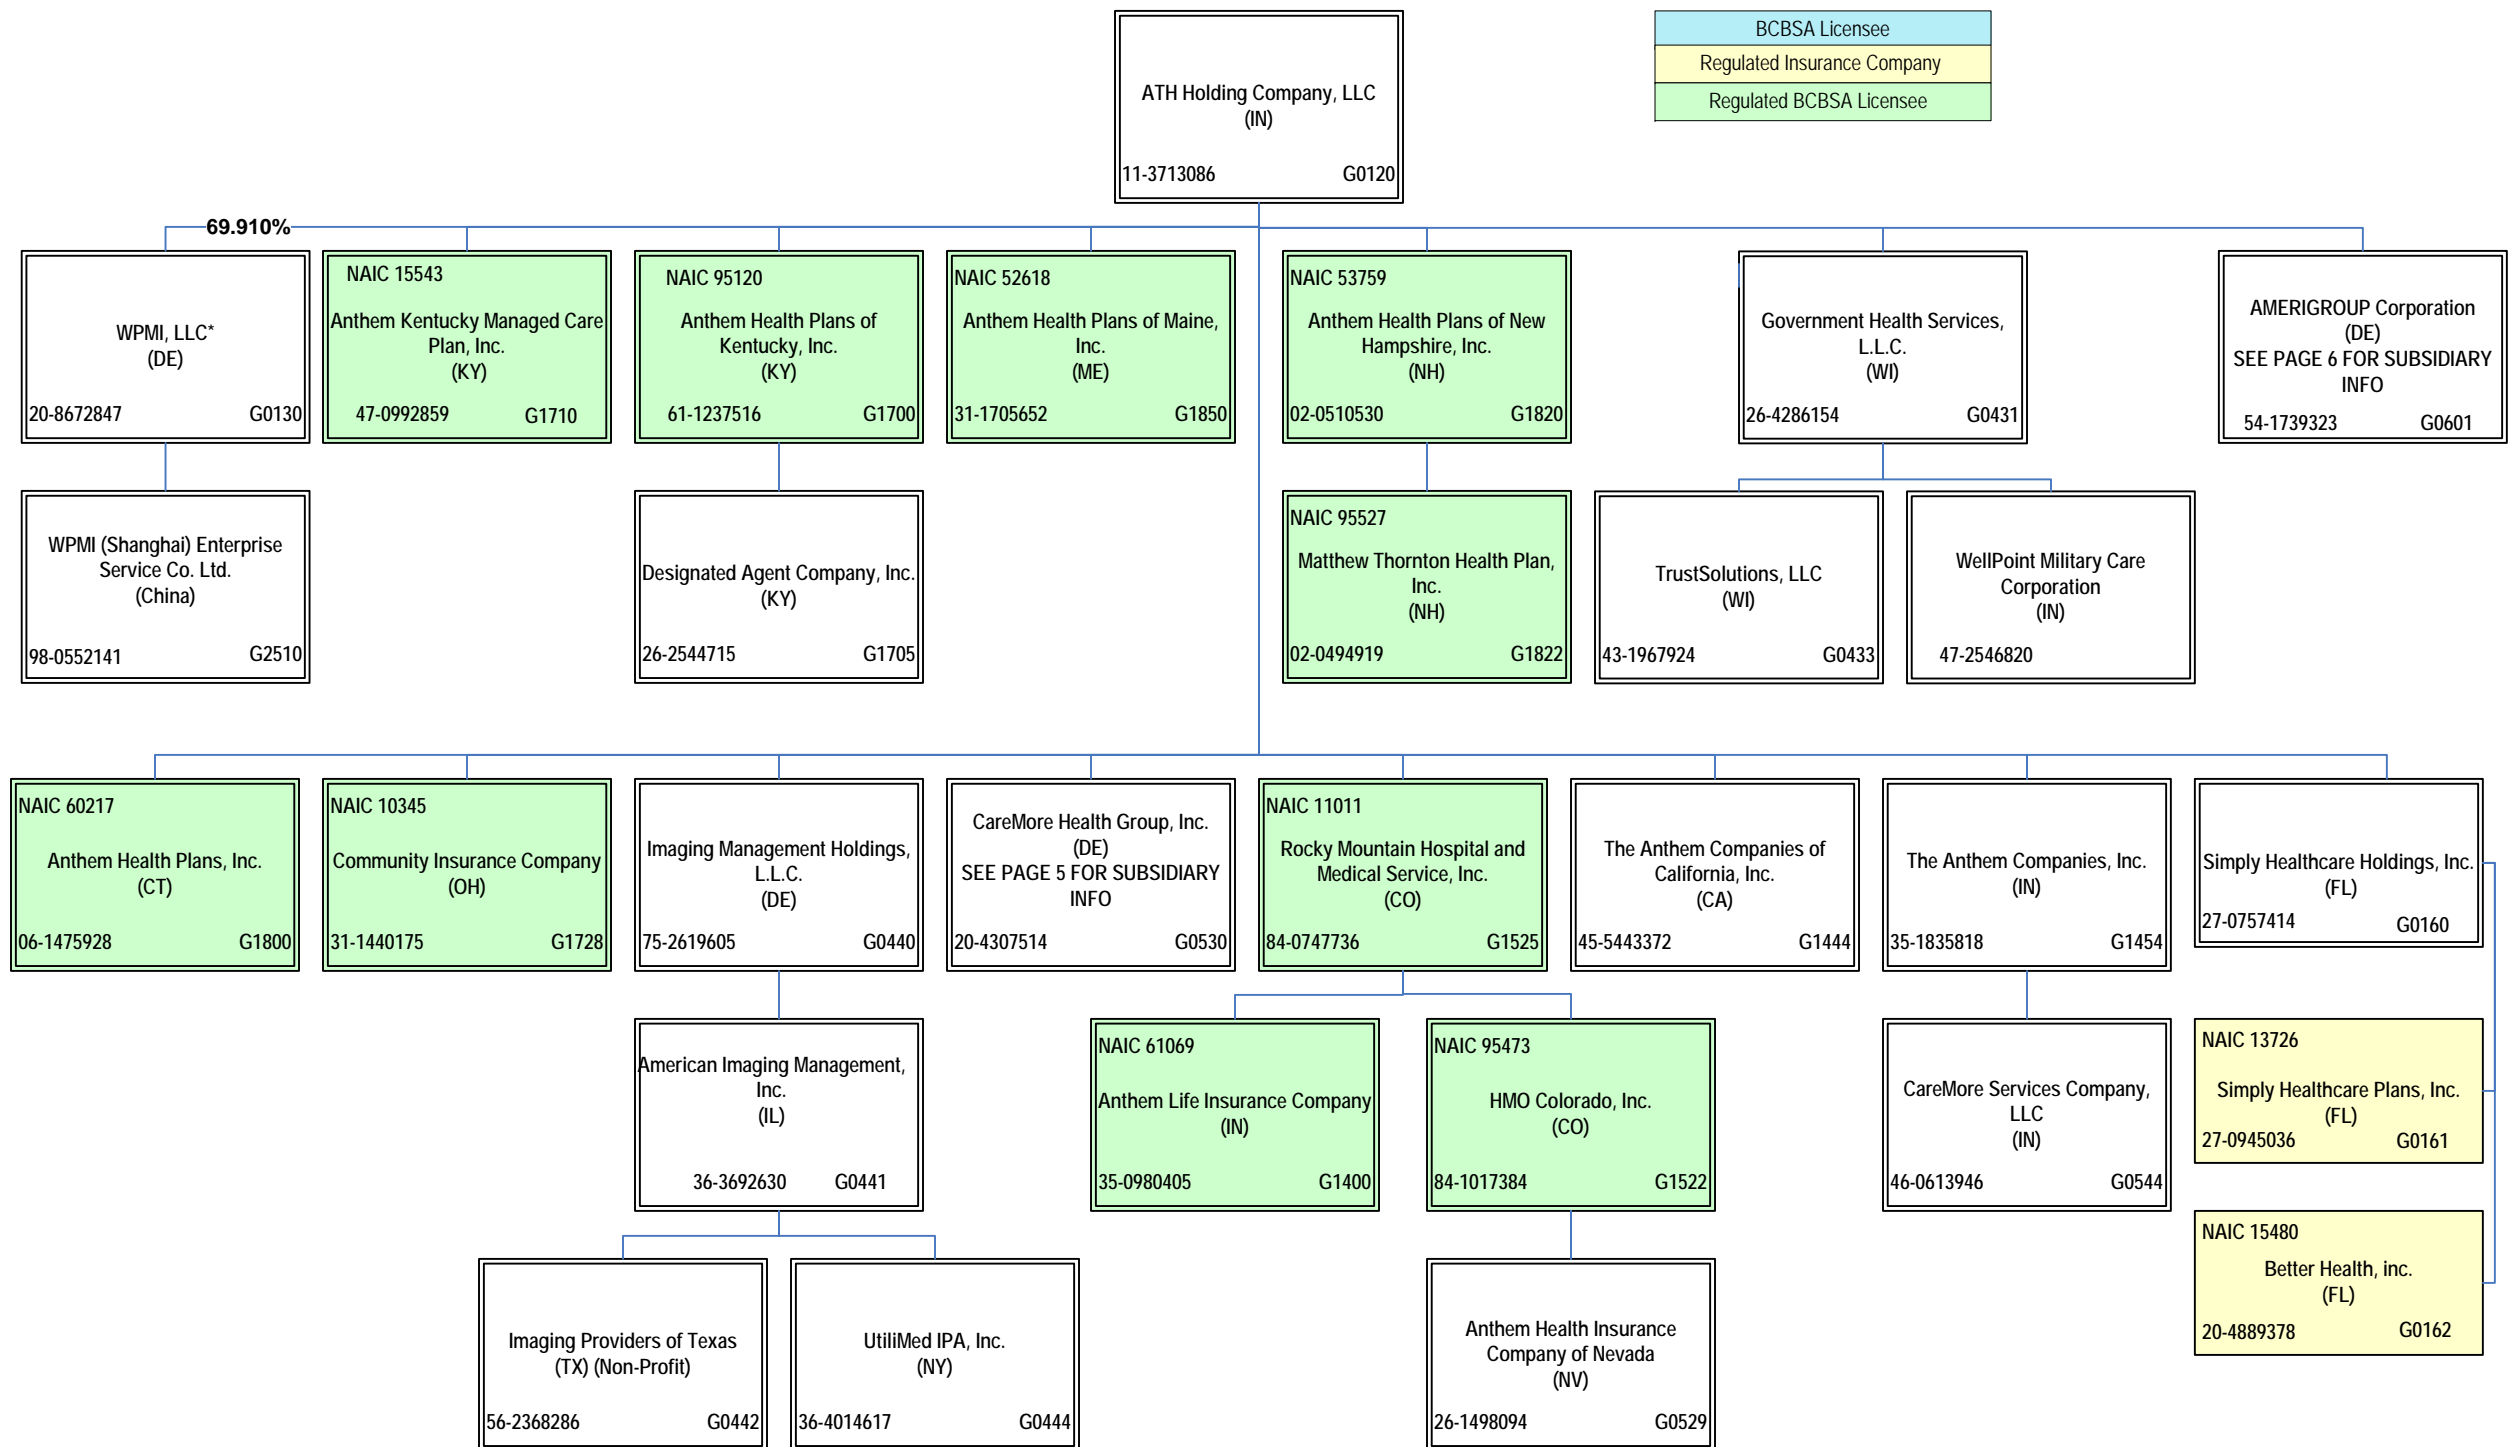 ATH Holding Company, LLC
(IN)
11-3713086 G0120
BCBSA Licensee
Regulated Insurance Company
Regulated BCBSA Licensee
69.910%
WPMI, LLC*
(DE)
20-8672847 G0130
NAIC 15543
Anthem Kentucky Managed Care
Plan, Inc.
(KY)
47-0992859 G1710
NAIC 95120
Anthem Health Plans of
Kentucky, Inc.
(KY)
61-1237516 G1700
NAIC 52618
Anthem Health Plans of Maine,
Inc.
(ME)
31-1705652 G1850
NAIC 53759
Anthem Health Plans of New
Hampshire, Inc.
(NH)
02-0510530 G1820
Government Health Services,
L.L.C.
(WI)
26-4286154 G0431
AMERIGROUP Corporation
(DE)
SEE PAGE 6 FOR SUBSIDIARY
INFO
54-1739323 G0601
WPMI (Shanghai) Enterprise
Service Co. Ltd.
(China)
98-0552141 G2510
Designated Agent Company, Inc.
(KY)
26-2544715 G1705
NAIC 95527
Matthew Thornton Health Plan,
Inc.
(NH)
02-0494919 G1822
TrustSolutions, LLC
(WI)
43-1967924 G0433
WellPoint Military Care
Corporation
(IN)
47-2546820
NAIC 60217
Anthem Health Plans, Inc.
(CT)
06-1475928 G1800
NAIC 10345
Community Insurance Company
(OH)
31-1440175 G1728
Imaging Management Holdings,
L.L.C.
(DE)
75-2619605 G0440
CareMore Health Group, Inc.
(DE)
SEE PAGE 5 FOR SUBSIDIARY
INFO
20-4307514 G0530
NAIC 11011
Rocky Mountain Hospital and
Medical Service, Inc.
(CO)
84-0747736 G1525
The Anthem Companies of
California, Inc.
(CA)
45-5443372 G1444
The Anthem Companies, Inc.
(IN)
35-1835818 G1454
Simply Healthcare Holdings, Inc.
(FL)
27-0757414 G0160
American Imaging Management,
Inc.
(IL)
36-3692630 G0441
NAIC 61069
Anthem Life Insurance Company
(IN)
35-0980405 G1400
NAIC 95473
HMO Colorado, Inc.
(CO)
84-1017384 G1522
CareMore Services Company,
LLC
(IN)
46-0613946 G0544
NAIC 13726
Simply Healthcare Plans, Inc.
(FL)
27-0945036 G0161
NAIC 15480
Better Health, inc.
(FL)
20-4889378 G0162
Imaging Providers of Texas
(TX) (Non-Profit)
56-2368286 G0442
UtiliMed IPA, Inc.
(NY)
36-4014617 G0444
Anthem Health Insurance
Company of Nevada
(NV)
26-1498094 G0529